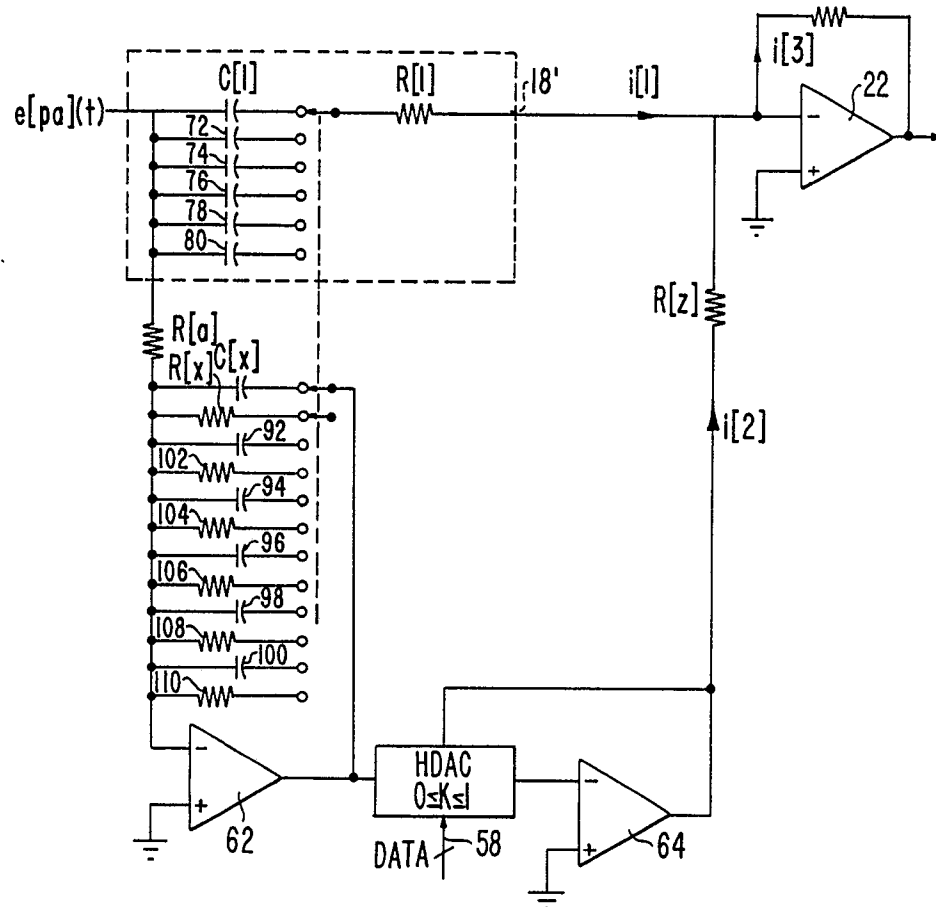 C[1]
R[1]
18'
i[1]
i[3]
22
e[pa](t)
72
74
76
78
80
R[a]
R[x]
C[x]
R[z]
i[2]
92
102
94
104
96
106
98
108
100
110
62
HDAC
0≤K≤1
DATA
58
64